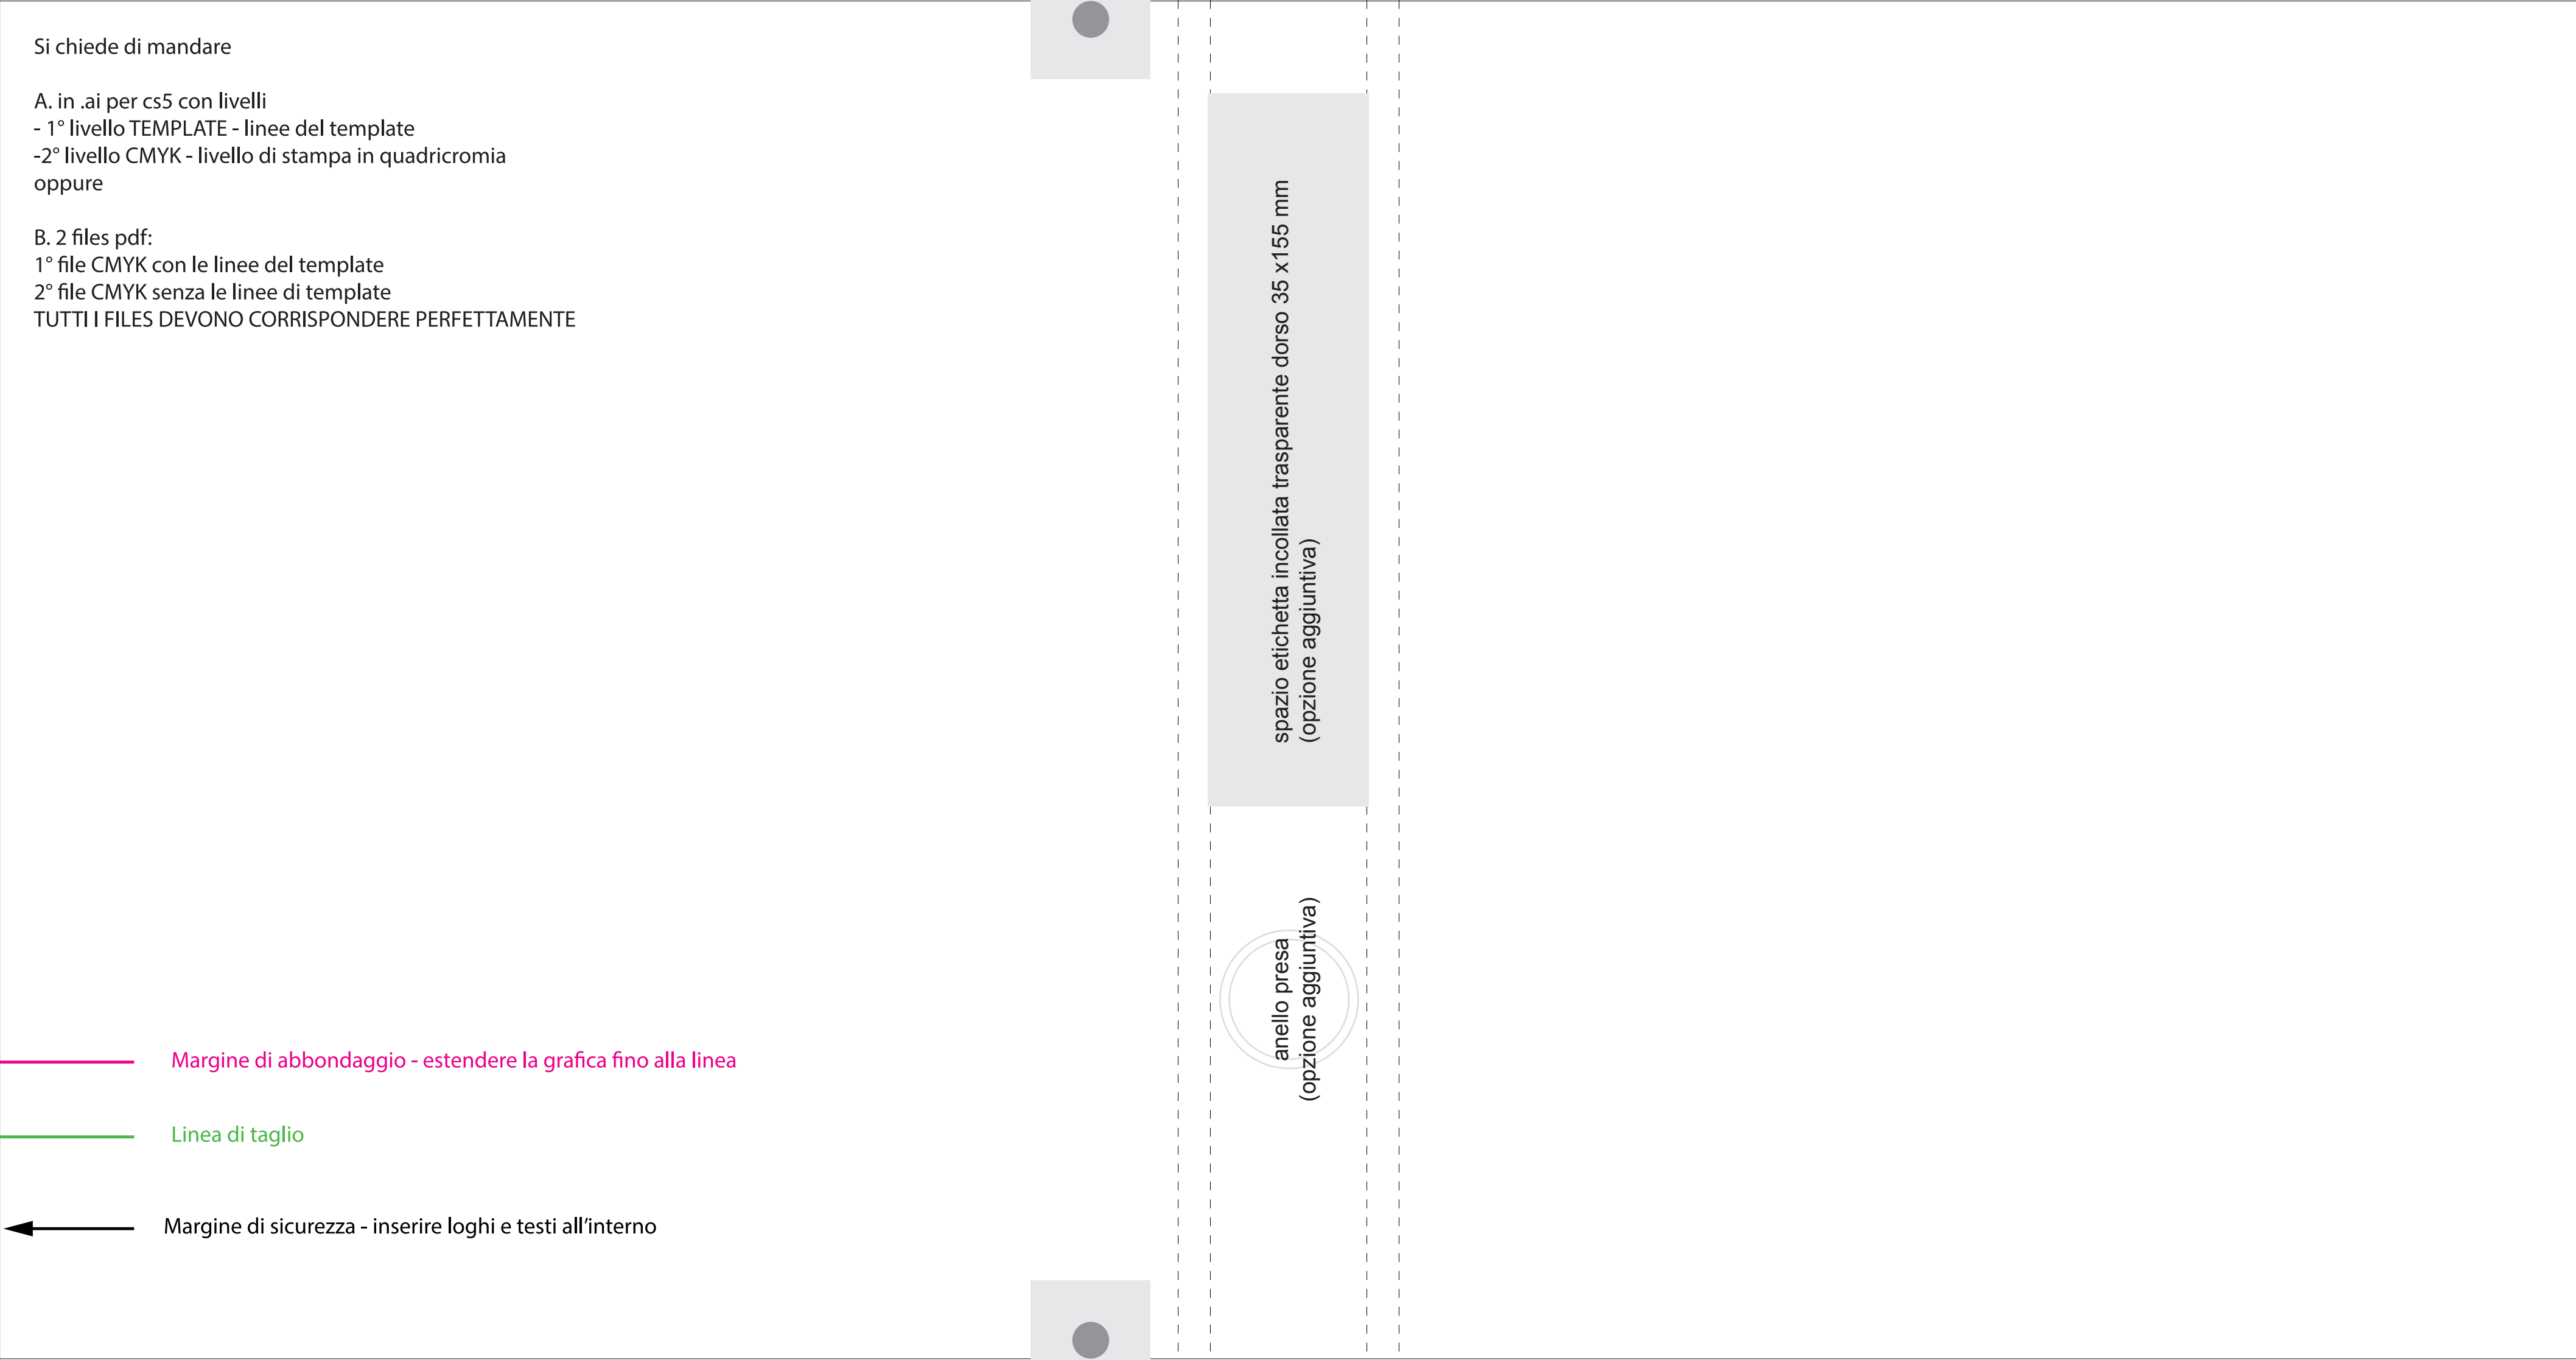 Si chiede di mandare
A. in .ai per cs5 con livelli
- 1° livello TEMPLATE - linee del template
-2° livello CMYK - livello di stampa in quadricromia
oppure
B. 2 files pdf:
1° file CMYK con le linee del template
2° file CMYK senza le linee di template
TUTTI I FILES DEVONO CORRISPONDERE PERFETTAMENTE
Margine di abbondaggio - estendere la grafica fino alla linea
Linea di taglio
Margine di sicurezza - inserire loghi e testi all'interno
spazio etichetta incollata trasparente dorso 35 x155 mm
(opzione aggiuntiva)
anello presa
(opzione aggiuntiva)